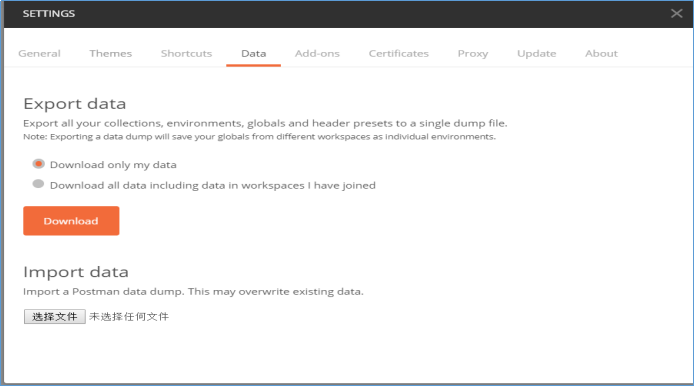 SETTINGS
General Themes Shortcuts Data Add-ons Certificates Proxy Update About
Export data
Export all your collections, environments, globals and header presets to a single dump file.
Note: Exporting a data dump will save your globals from different workspaces as individual environments.
Download only my data
Download all data including data in workspaces I have joined
Download
Import data
Import a Postman data dump. This may overwrite existing data.
选择文件 未选择任何文件